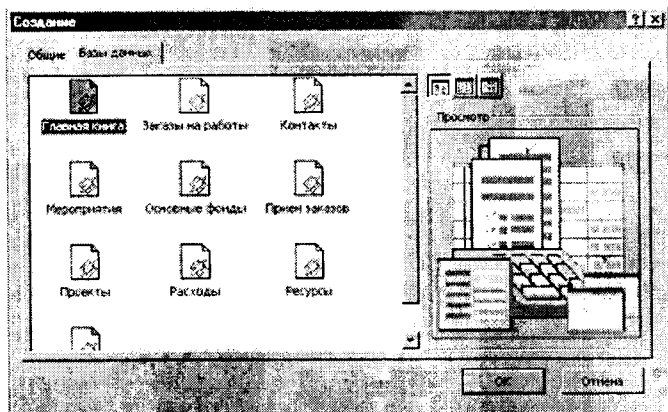 Создание
Общие Базы данных
Просмотр
Главная книга Заказы на работы Контакты
Мероприятия Основные фонды Прием заказов
Проекты Расходы Ресурсы
OK Отмена